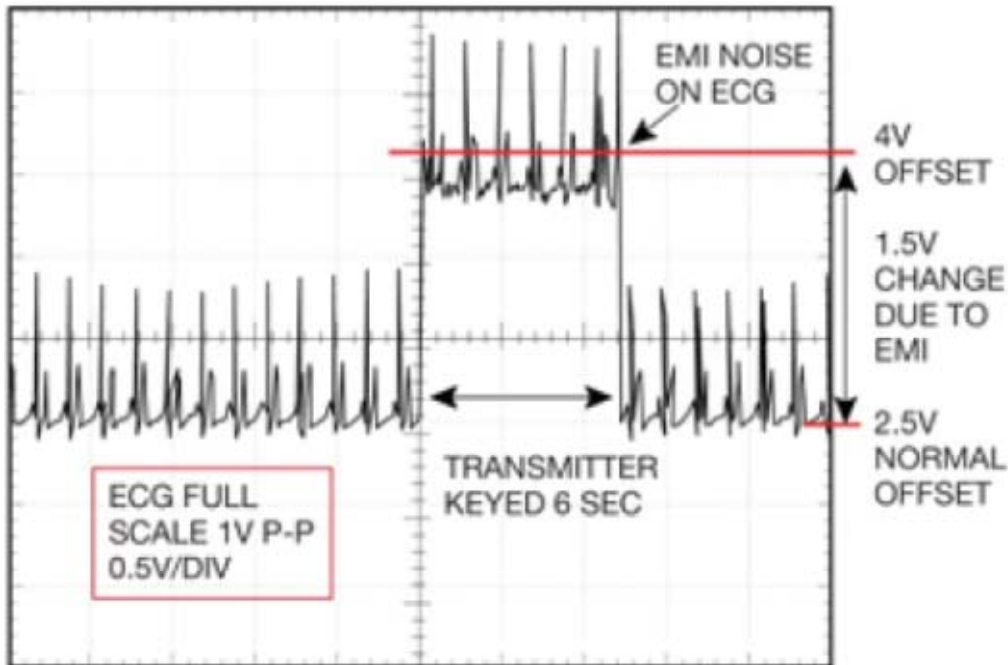 EMI NOISE
ON ECG
4V
OFFSET
1.5V
CHANGE
DUE TO
EMI
2.5V
NORMAL
OFFSET
TRANSMITTER
KEYED 6 SEC
ECG FULL
SCALE 1V P-P
0.5V/DIV